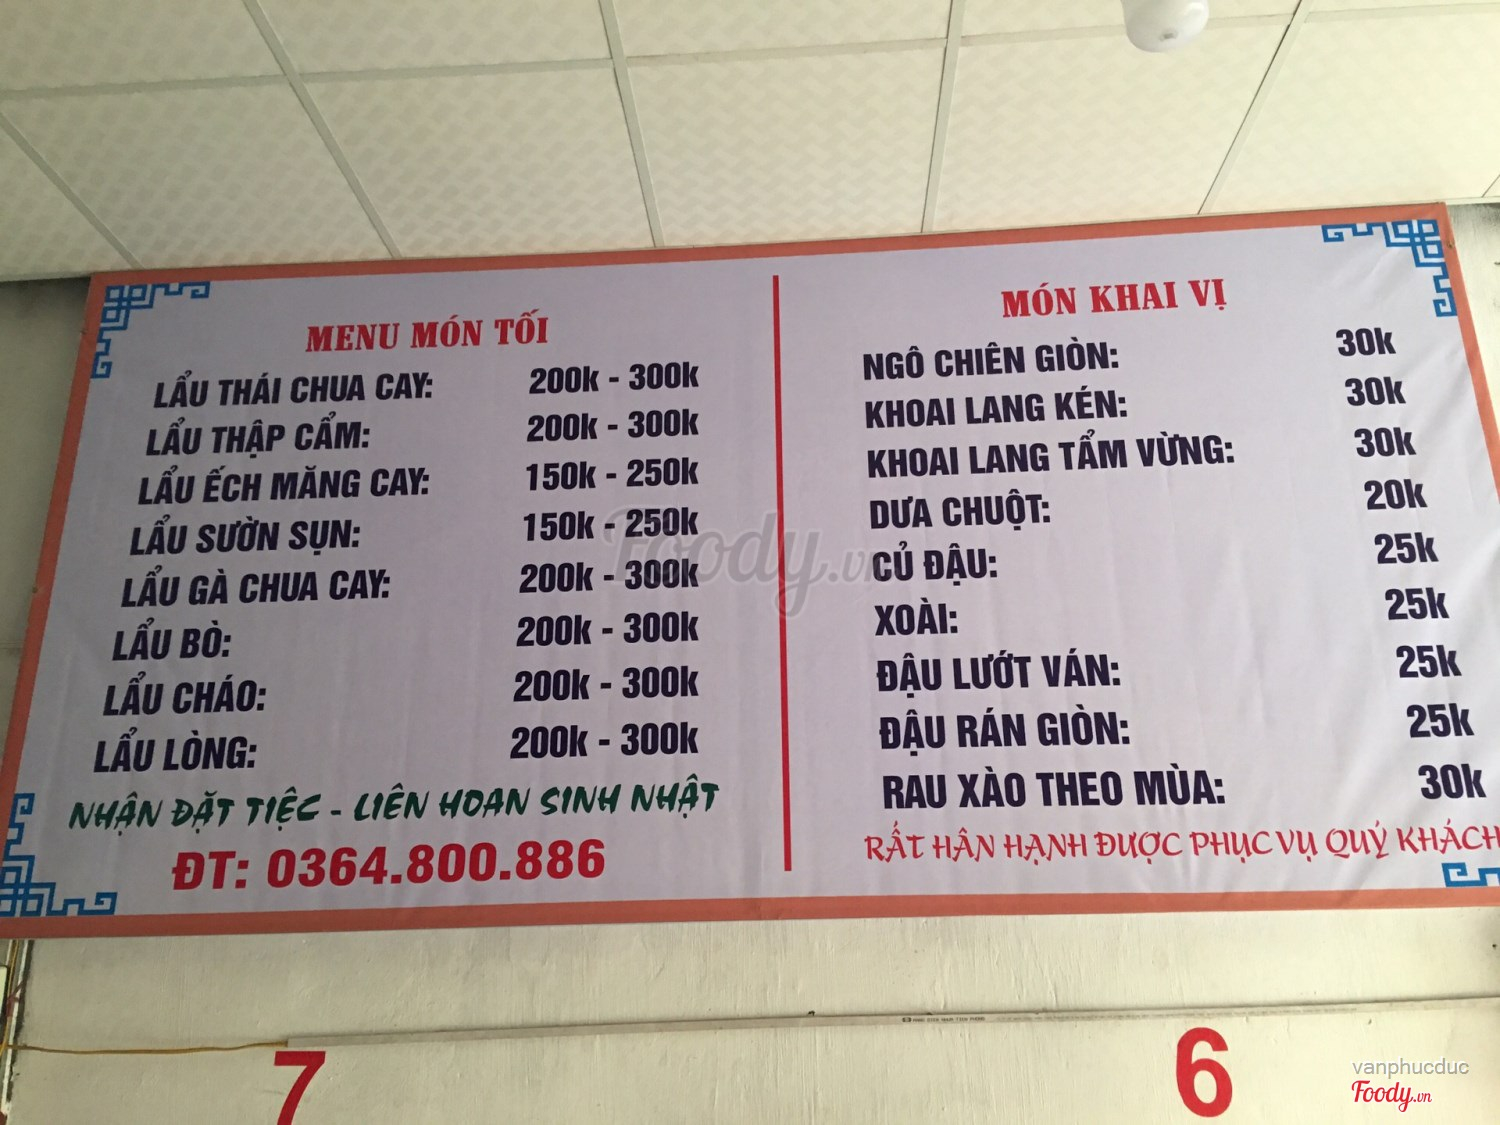 MENU MÓN TỐI
LẨU THÁI CHUA CAY: 200k - 300k
LẨU THẬP CẨM: 200k - 300k
LẨU ẾCH MĂNG CAY: 150k - 250k
LẨU SƯỜN SỤN: 150k - 250k
LẨU GÀ CHUA CAY: 200k - 300k
LẨU BÒ: 200k - 300k
LẨU CHÁO: 200k - 300k
LẨU LÒNG: 200k - 300k
NHẬN ĐẶT TIỆC - LIÊN HOAN SINH NHẬT
ĐT: 0364.800.886
MÓN KHAI VỊ
NGÔ CHIÊN GIÒN: 30k
KHOAI LANG KÉN: 30k
KHOAI LANG TẨM VỪNG: 30k
DƯA CHUỘT: 20k
CỦ ĐẬU: 25k
XOÀI: 25k
ĐẬU LƯỚT VÁN: 25k
ĐẬU RÁN GIÒN: 25k
RAU XÀO THEO MÙA: 30k
RẤT HÂN HẠNH ĐƯỢC PHỤC VỤ QUÝ KHÁCH
Foody.vn
7
6
vanphucduc
Foody.vn